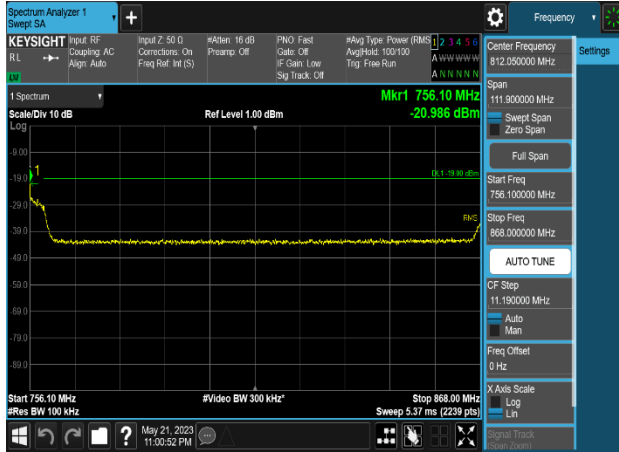 Spectrum Analyzer 1
Swept SA
Frequency
KEYSIGHT
Input: RF
Input Z: 50 Ω
#Atten: 16 dB
PNO: Fast
#Avg Type: Power (RMS
1 2 3 4 5 6
R L
Coupling: AC
Corrections: On
Preamp: Off
Gate: Off
Avg|Hold: 100/100
A W W W W W
Align: Auto
Freq Ref: Int (S)
IF Gain: Low
Trig: Free Run
Sig Track: Off
A N N N N N
Center Frequency
812.050000 MHz
Settings
Span
111.900000 MHz
Swept Span
Zero Span
Full Span
Start Freq
756.100000 MHz
Stop Freq
868.000000 MHz
AUTO TUNE
CF Step
11.190000 MHz
Auto
Man
Freq Offset
0 Hz
X Axis Scale
Log
Lin
Signal Track
(Span Zoom)
1 Spectrum
Mkr1 756.10 MHz
Scale/Div 10 dB
Ref Level 1.00 dBm
-20.986 dBm
Log
-9.00
1
DL1 -19.00 dBm
-19.0
-29.0
RMS
-39.0
-49.0
-59.0
-69.0
-79.0
-89.0
Start 756.10 MHz
#Video BW 300 kHz*
Stop 868.00 MHz
#Res BW 100 kHz
Sweep 5.37 ms (2239 pts)
May 21, 2023
11:00:52 PM